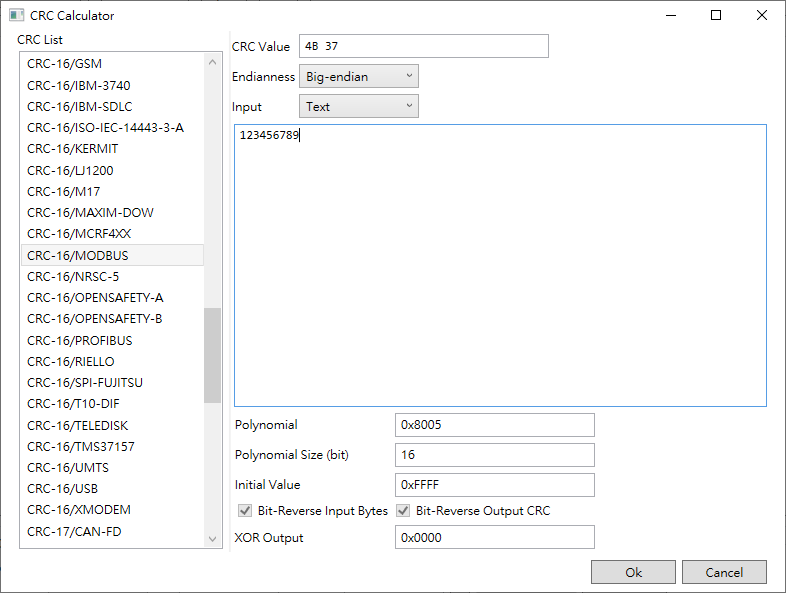 CRC Calculator
CRC List
CRC-16/GSM
CRC-16/IBM-3740
CRC-16/IBM-SDLC
CRC-16/ISO-IEC-14443-3-A
CRC-16/KERMIT
CRC-16/LJ1200
CRC-16/M17
CRC-16/MAXIM-DOW
CRC-16/MCRF4XX
CRC-16/MODBUS
CRC-16/NRSC-5
CRC-16/OPENSAFETY-A
CRC-16/OPENSAFETY-B
CRC-16/PROFIBUS
CRC-16/RIELLO
CRC-16/SPI-FUJITSU
CRC-16/T10-DIF
CRC-16/TELEDISK
CRC-16/TMS37157
CRC-16/UMTS
CRC-16/USB
CRC-16/XMODEM
CRC-17/CAN-FD
CRC Value 4B 37
Endianness Big-endian
Input Text
123456789
Polynomial 0x8005
Polynomial Size (bit) 16
Initial Value 0xFFFF
Bit-Reverse Input Bytes Bit-Reverse Output CRC
XOR Output 0x0000
Ok Cancel